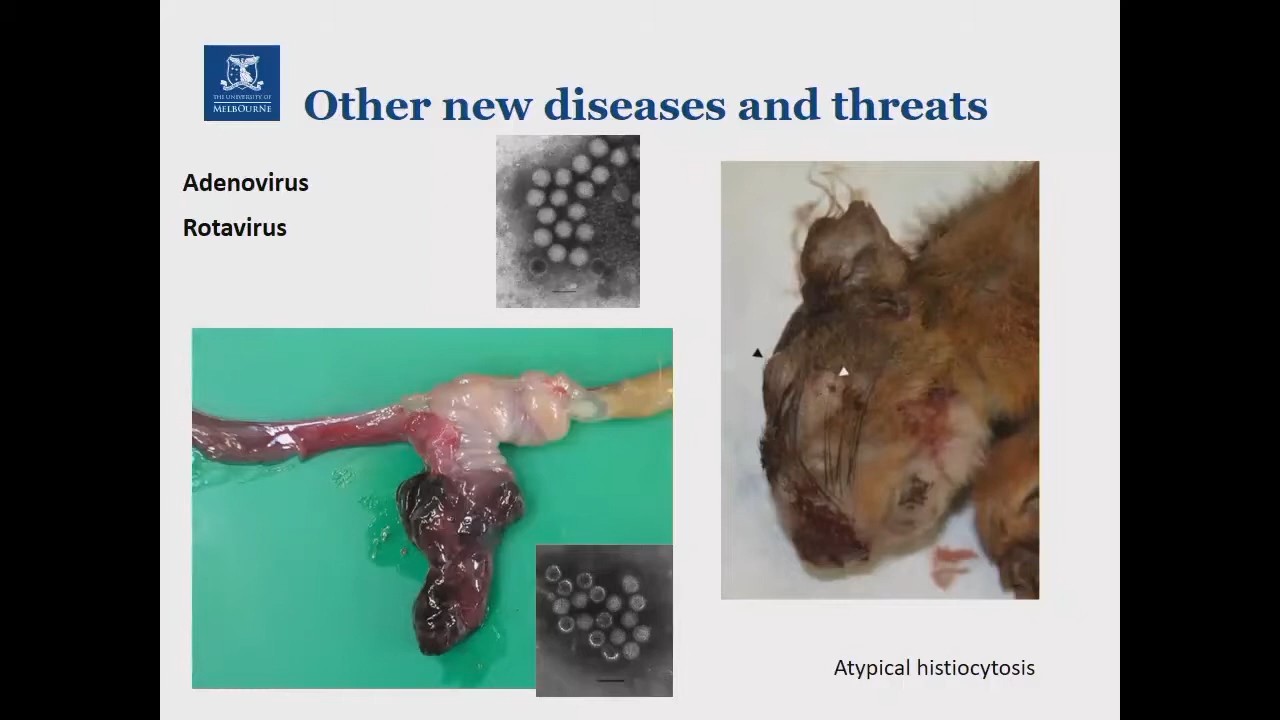 THE UNIVERSITY OF
MELBOURNE
Other new diseases and threats
Adenovirus
Rotavirus
Atypical histiocytosis